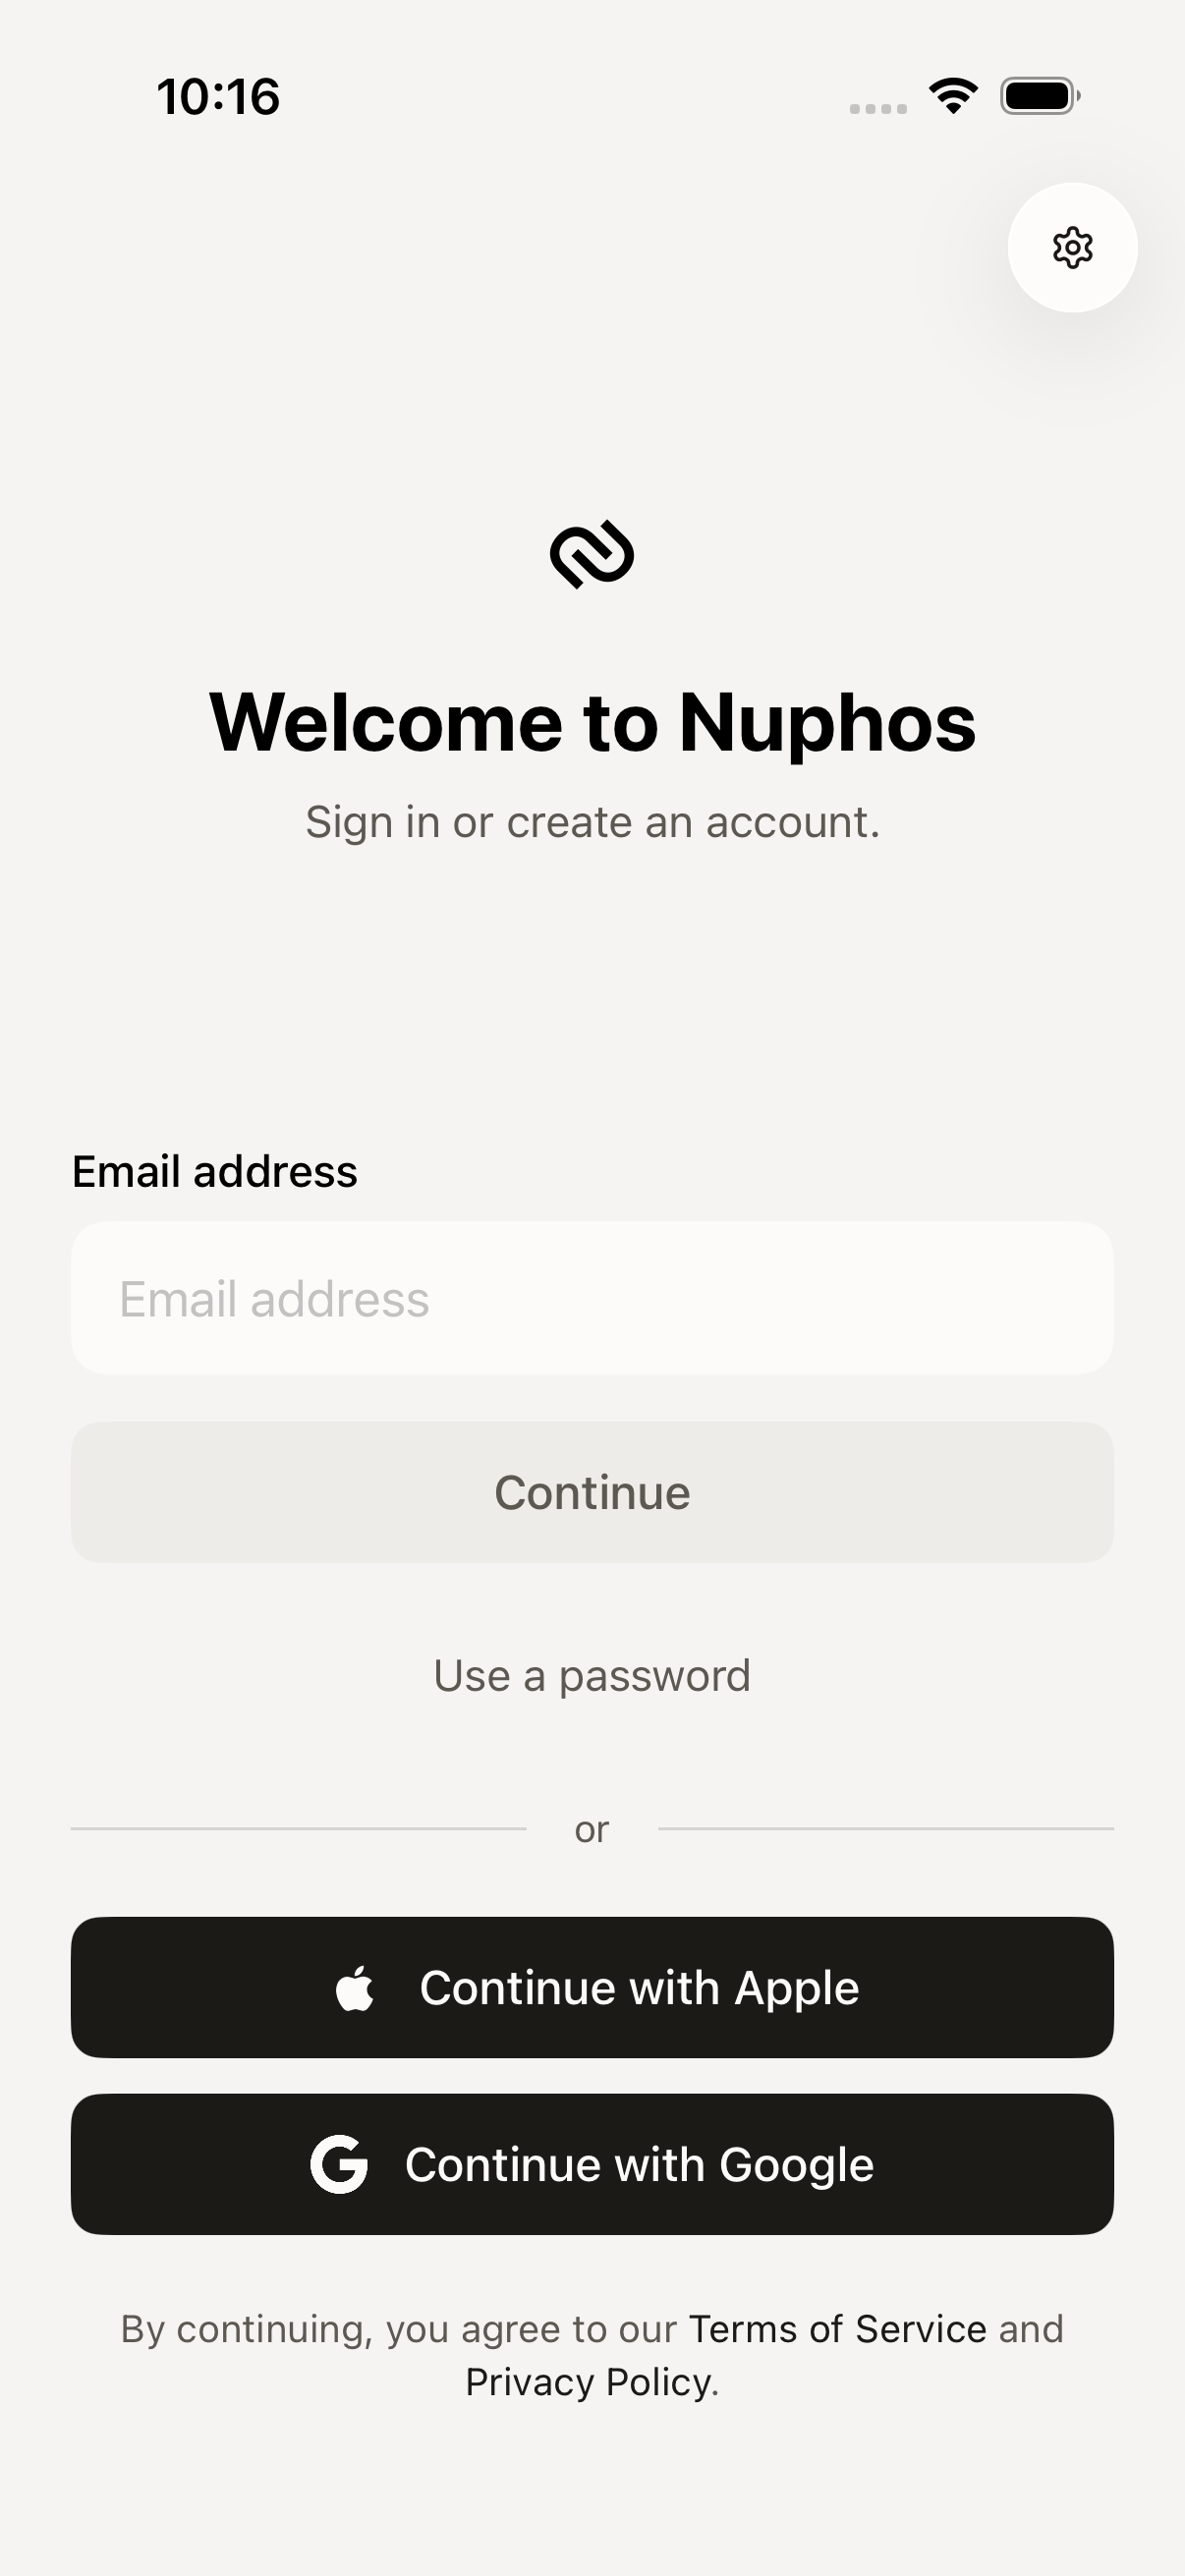 10:16
Welcome to Nuphos
Sign in or create an account.
Email address
Email address
Continue
Use a password
or
Continue with Apple
Continue with Google
By continuing, you agree to our Terms of Service and
Privacy Policy.